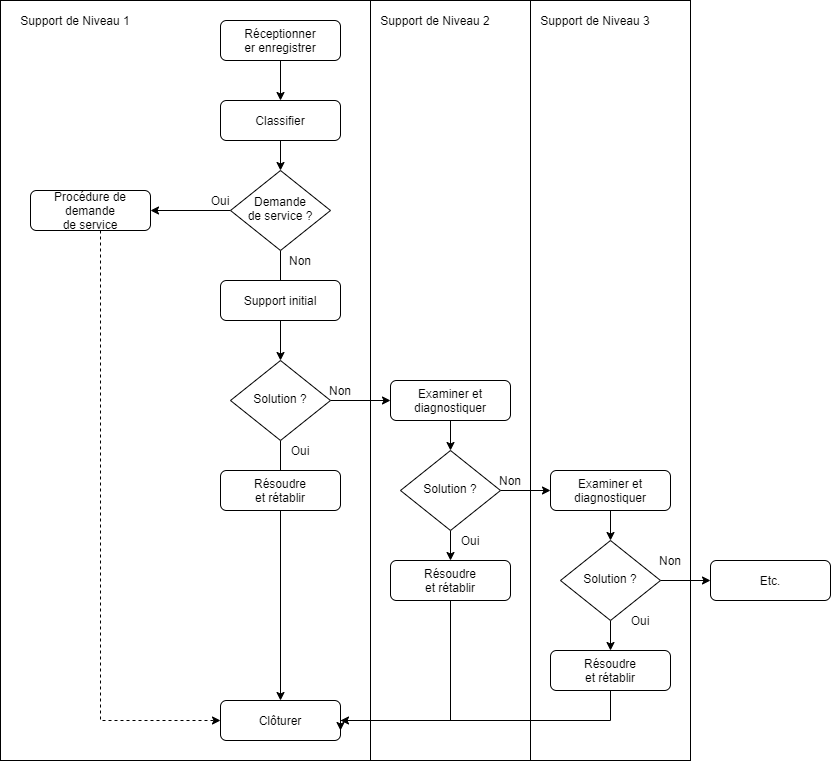 Support de Niveau 1
Support de Niveau 2
Support de Niveau 3
Réceptionner
er enregistrer
Classifier
Demande
de service ?
Oui
Procédure de
demande
de service
Non
Support initial
Solution ?
Non
Examiner et
diagnostiquer
Oui
Résoudre
et rétablir
Solution ?
Non
Examiner et
diagnostiquer
Oui
Résoudre
et rétablir
Solution ?
Non
Etc.
Oui
Résoudre
et rétablir
Clôturer